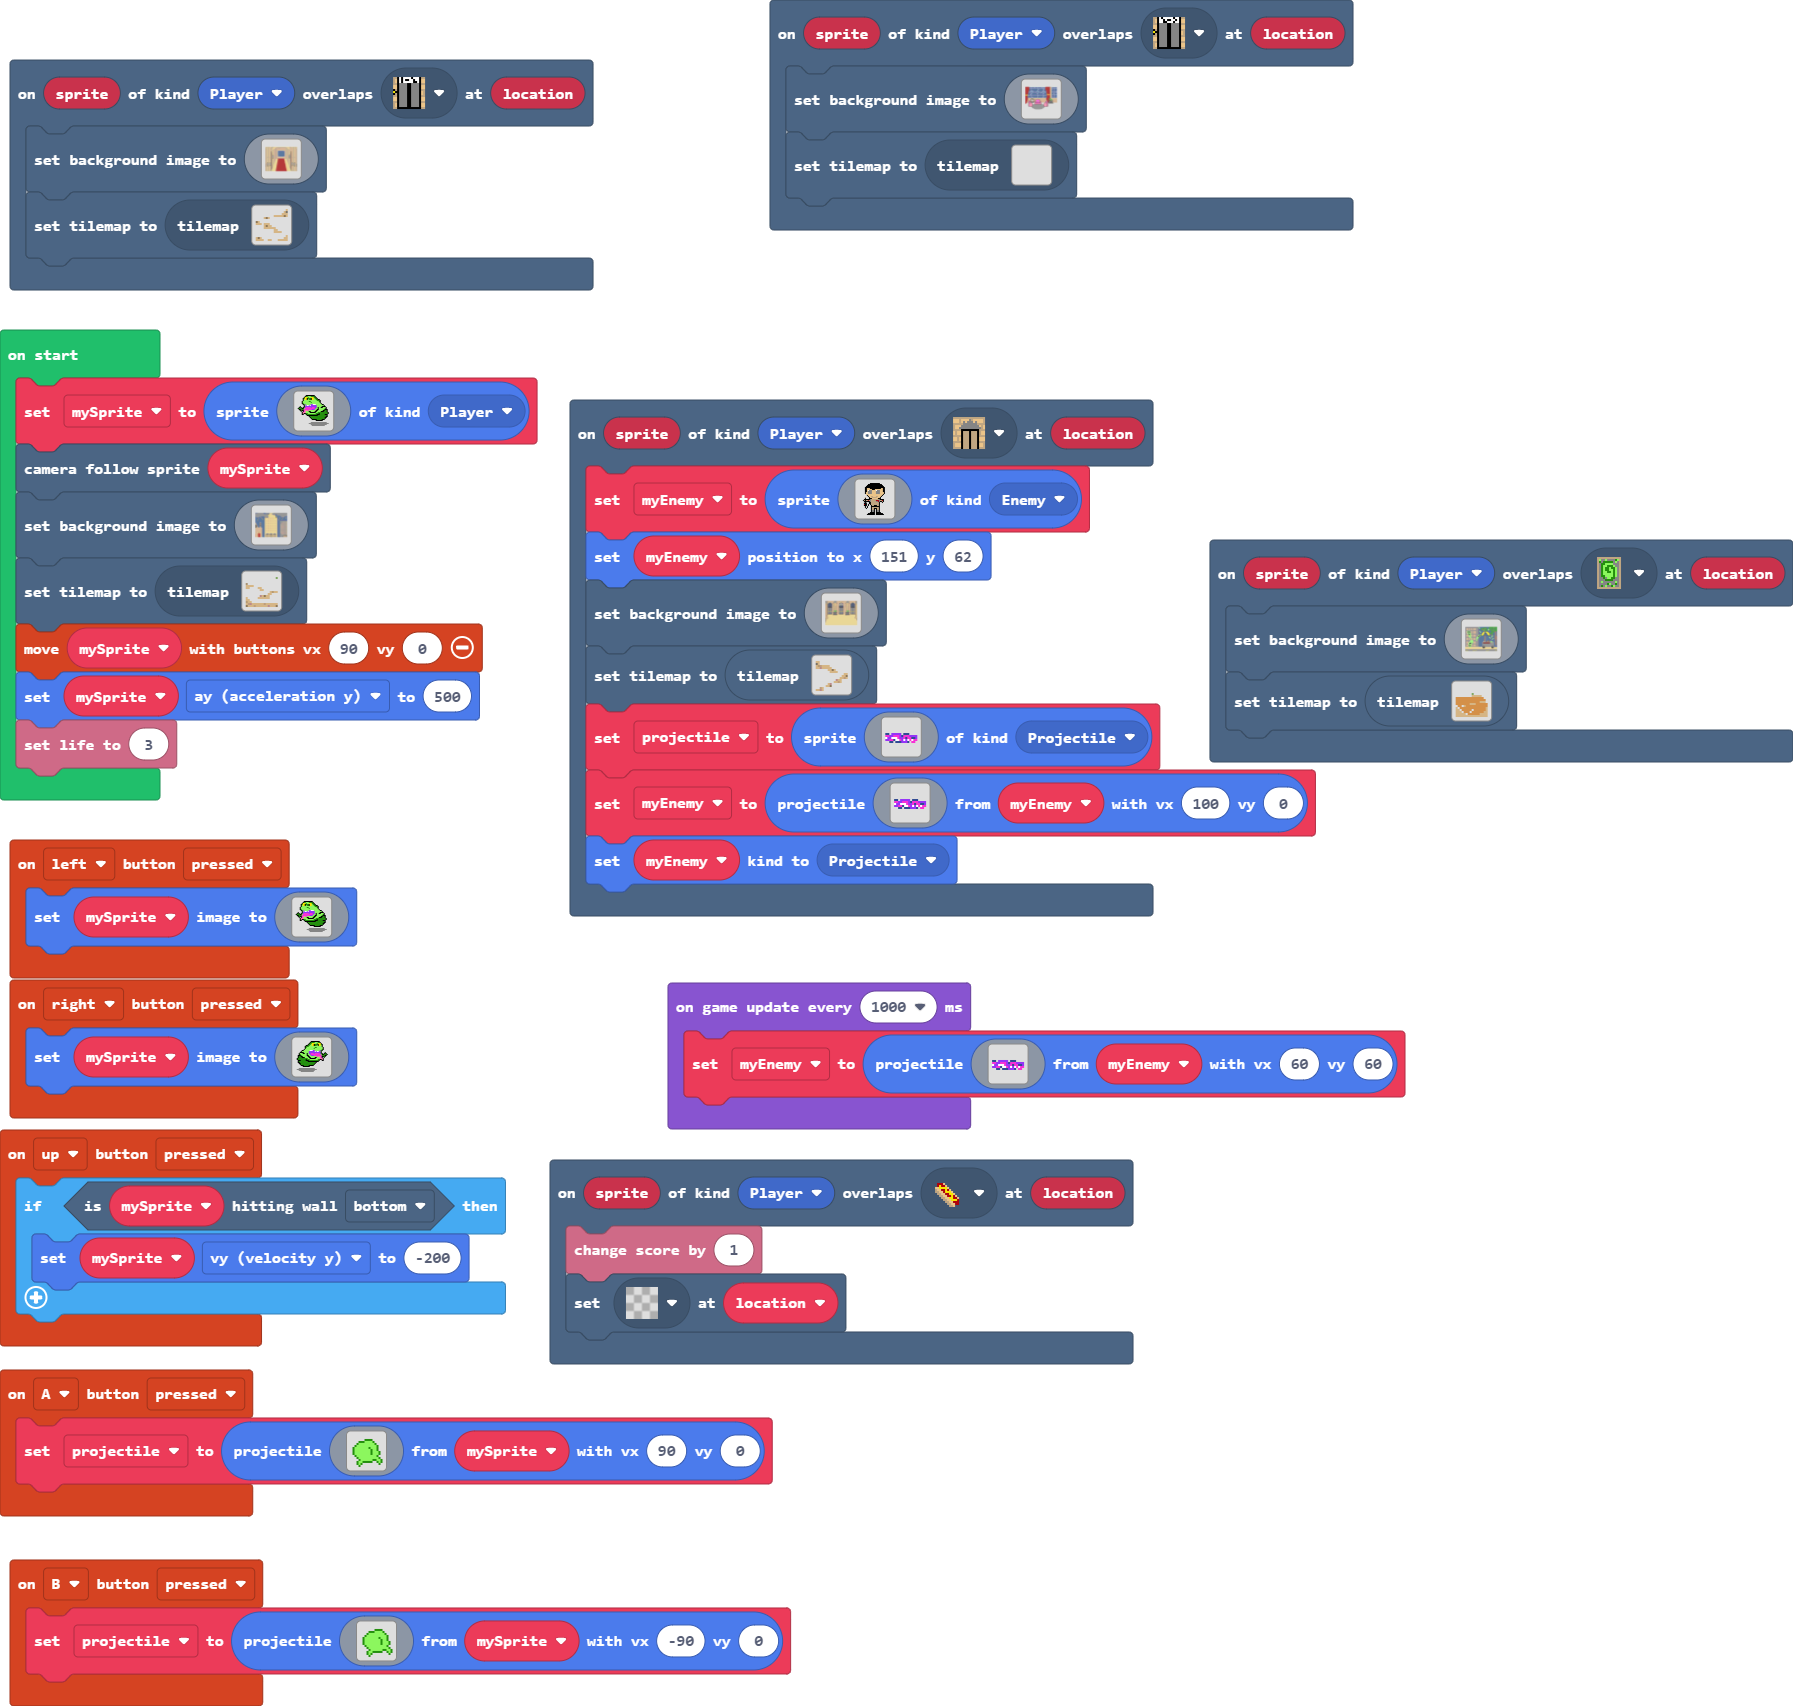 on sprite of kind Player overlaps at location
set background image to
set tilemap to tilemap
on sprite of kind Player overlaps at location
set background image to
set tilemap to tilemap
on start
set mySprite to sprite of kind Player
camera follow sprite mySprite
set background image to
set tilemap to tilemap
move mySprite with buttons vx 90 vy 0
set mySprite ay (acceleration y) to 500
set life to 3
on sprite of kind Player overlaps at location
set myEnemy to sprite of kind Enemy
set myEnemy position to x 151 y 62
set background image to
set tilemap to tilemap
set projectile to sprite of kind Projectile
set myEnemy to projectile from myEnemy with vx 100 vy 0
set myEnemy kind to Projectile
on sprite of kind Player overlaps at location
set background image to
set tilemap to tilemap
on left button pressed
set mySprite image to
on right button pressed
set mySprite image to
on game update every 1000 ms
set myEnemy to projectile from myEnemy with vx 60 vy 60
on up button pressed
if is mySprite hitting wall bottom then
set mySprite vy (velocity y) to -200
on sprite of kind Player overlaps at location
change score by 1
set at location
on A button pressed
set projectile to projectile from mySprite with vx 90 vy 0
on B button pressed
set projectile to projectile from mySprite with vx -90 vy 0